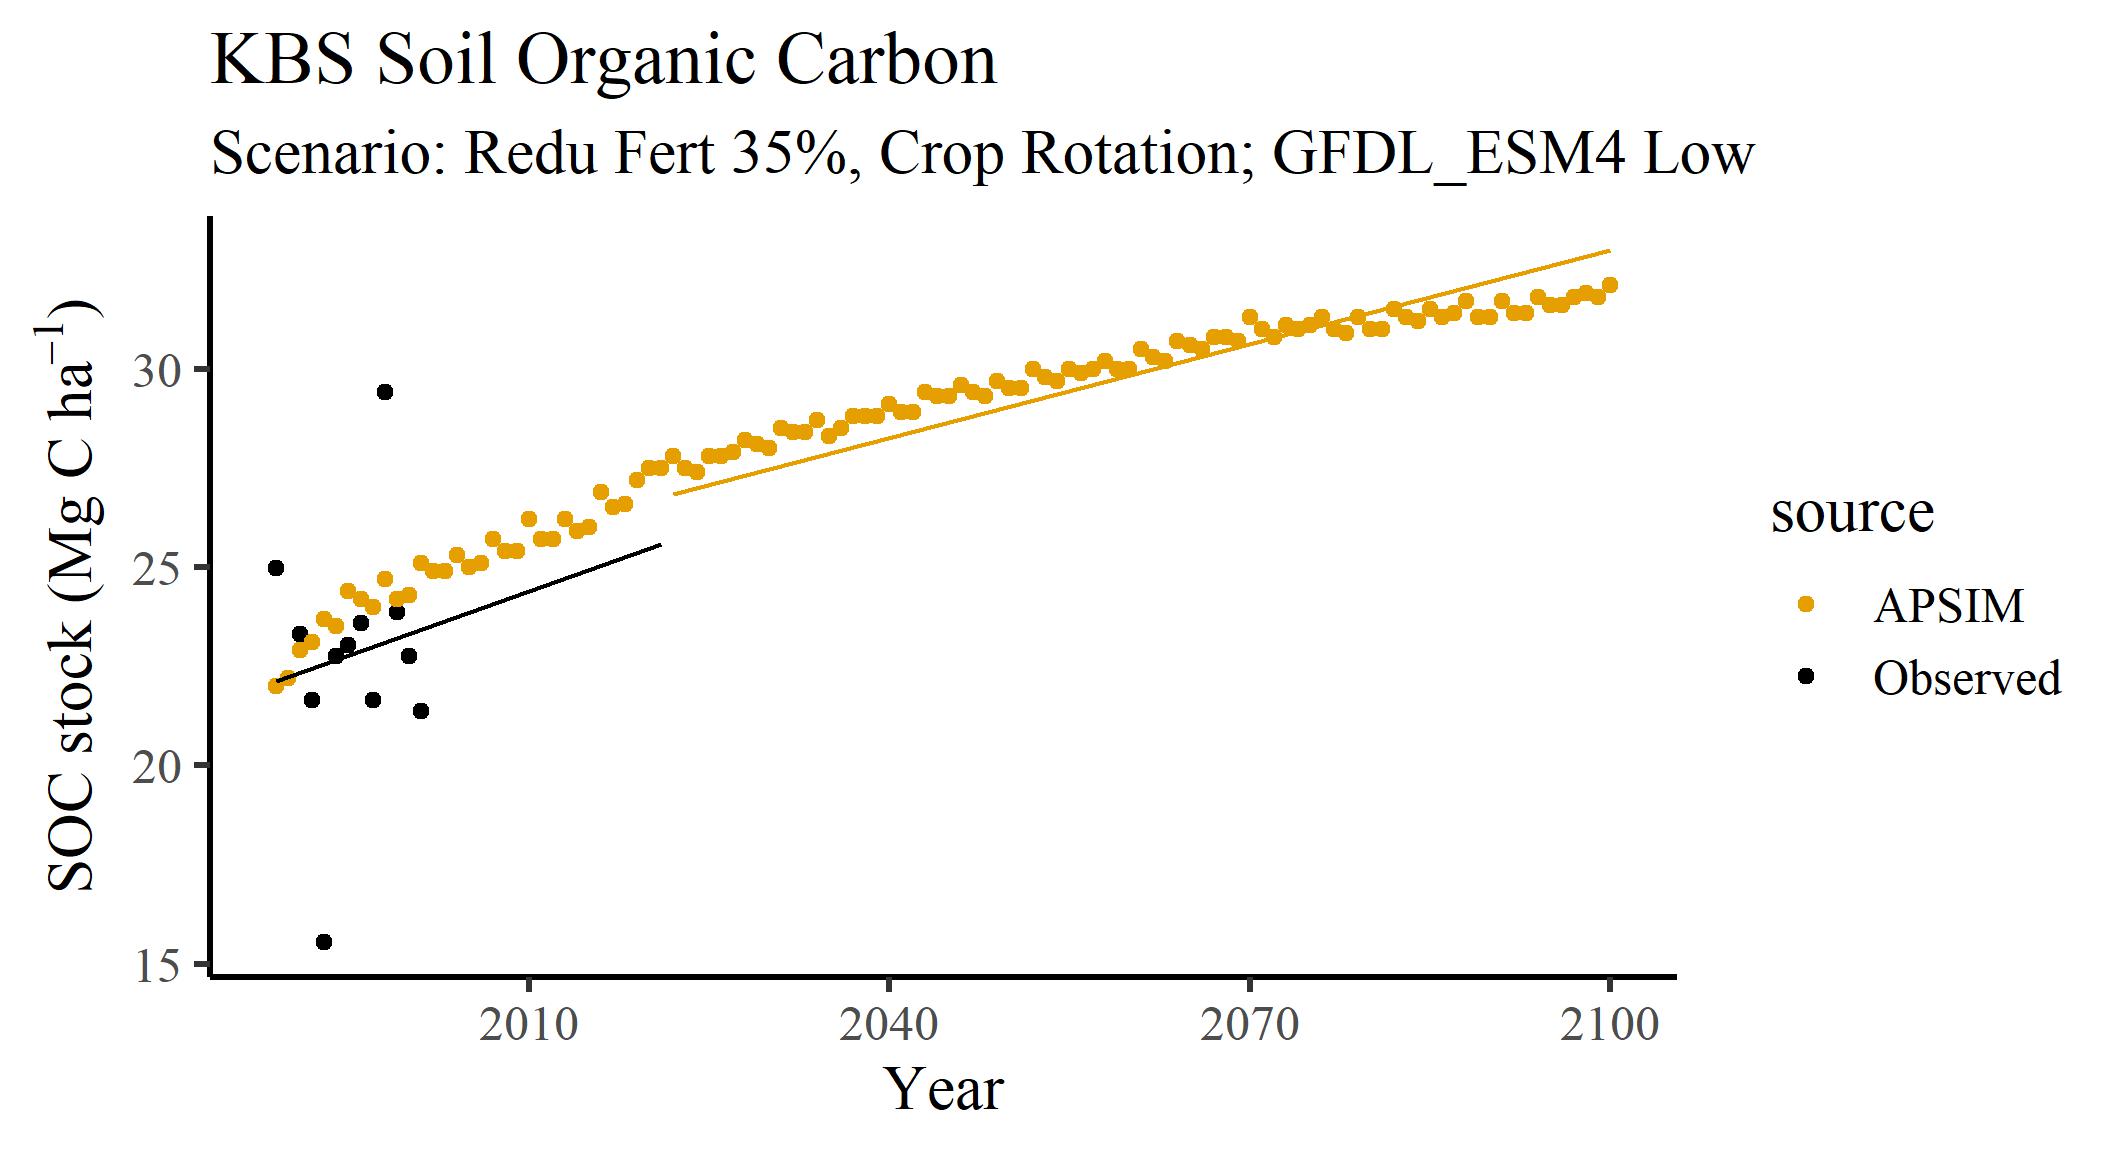 KBS Soil Organic Carbon
Scenario: Redu Fert 35%, Crop Rotation; GFDL_ESM4 Low
SOC stock (Mg C ha⁻¹)
30
25
20
15
2010 2040 2070 2100
Year
source
APSIM
Observed